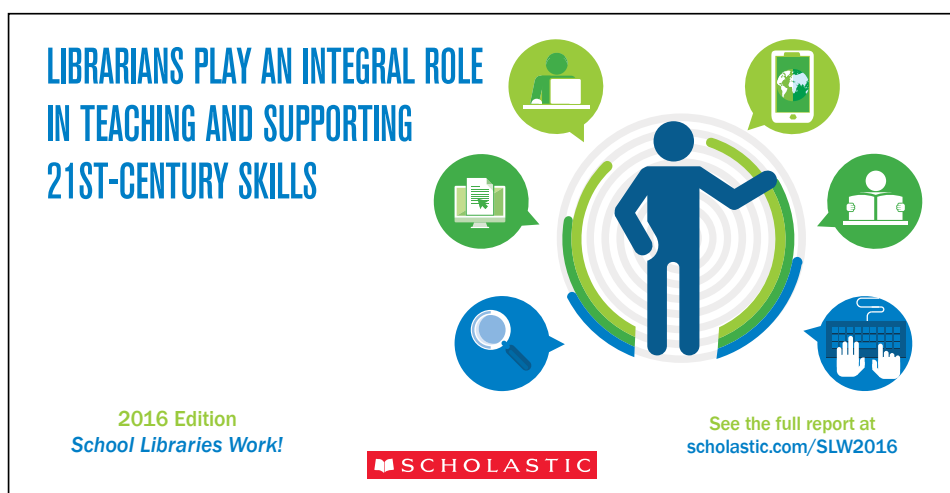 LIBRARIANS PLAY AN INTEGRAL ROLE
IN TEACHING AND SUPPORTING
21ST-CENTURY SKILLS
2016 Edition
School Libraries Work!
See the full report at
scholastic.com/SLW2016
SCHOLASTIC